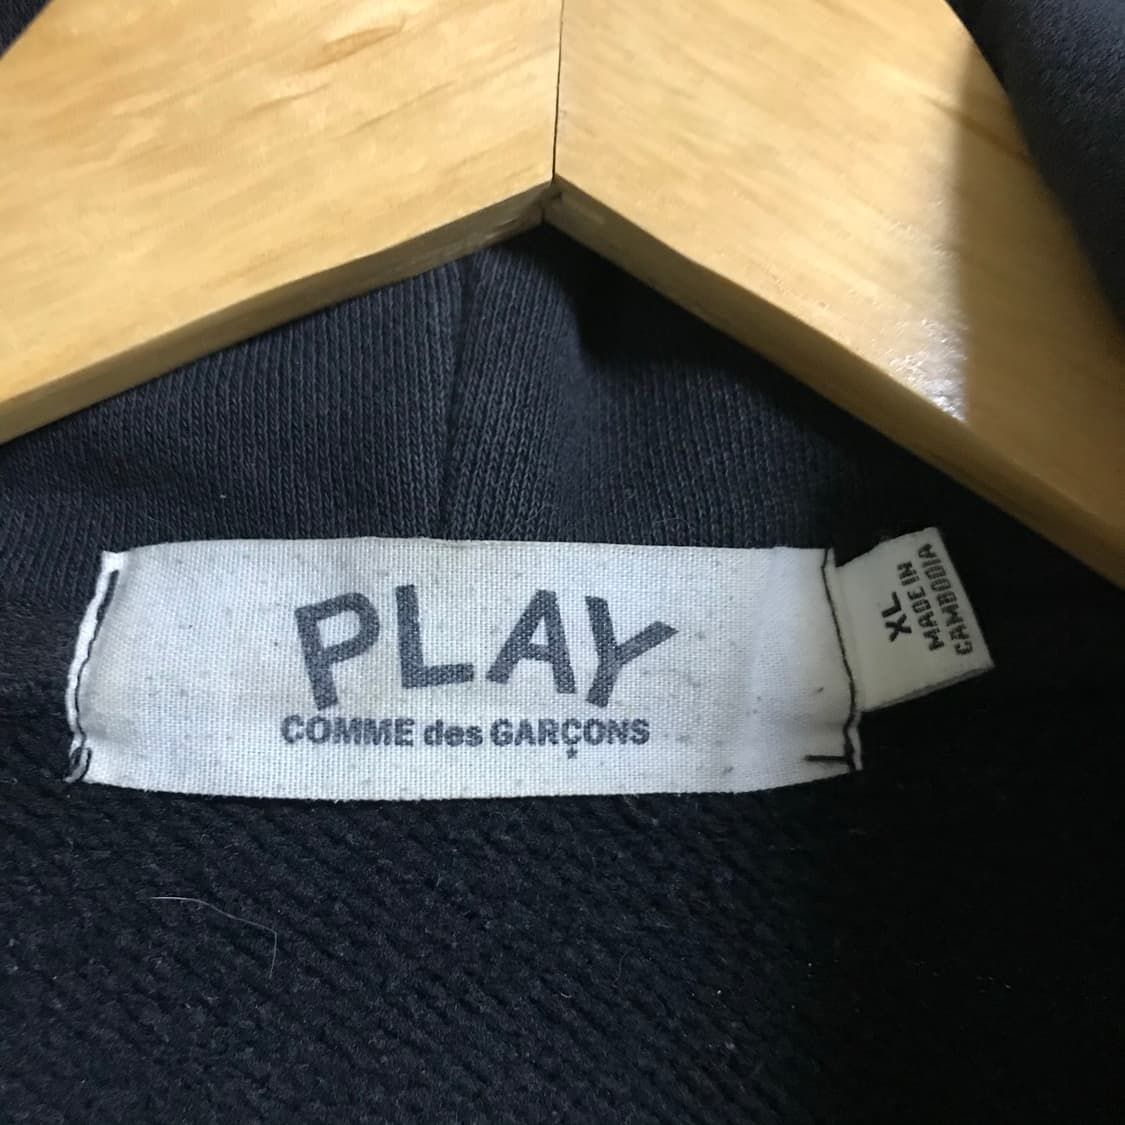 PLAY
COMME des GARÇONS
XL
MADE IN
CAMBODIA